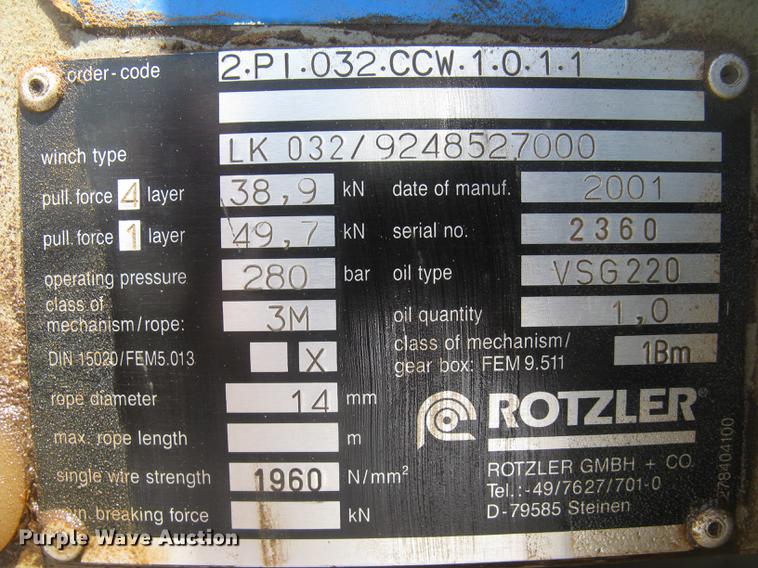 order-code 2.PI.032.CCW.1.0.1.1
winch type LK 032/9248527000
pull. force 4 layer 38,9 kN date of manuf. 2001
pull. force 1 layer 49,7 kN serial no. 2360
operating pressure 280 bar oil type VSG220
class of
mechanism/rope: 3M oil quantity 1,0 l
DIN 15020/FEM5.013 X class of mechanism/
gear box: FEM 9.511 1Bm
rope diameter 14 mm
max. rope length m
single wire strength 1960 N/mm²
min. breaking force kN
ROTZLER®
ROTZLER GMBH + CO
Tel.:-49/7627/701-0
D-79585 Steinen
278404100
Purple Wave Auction